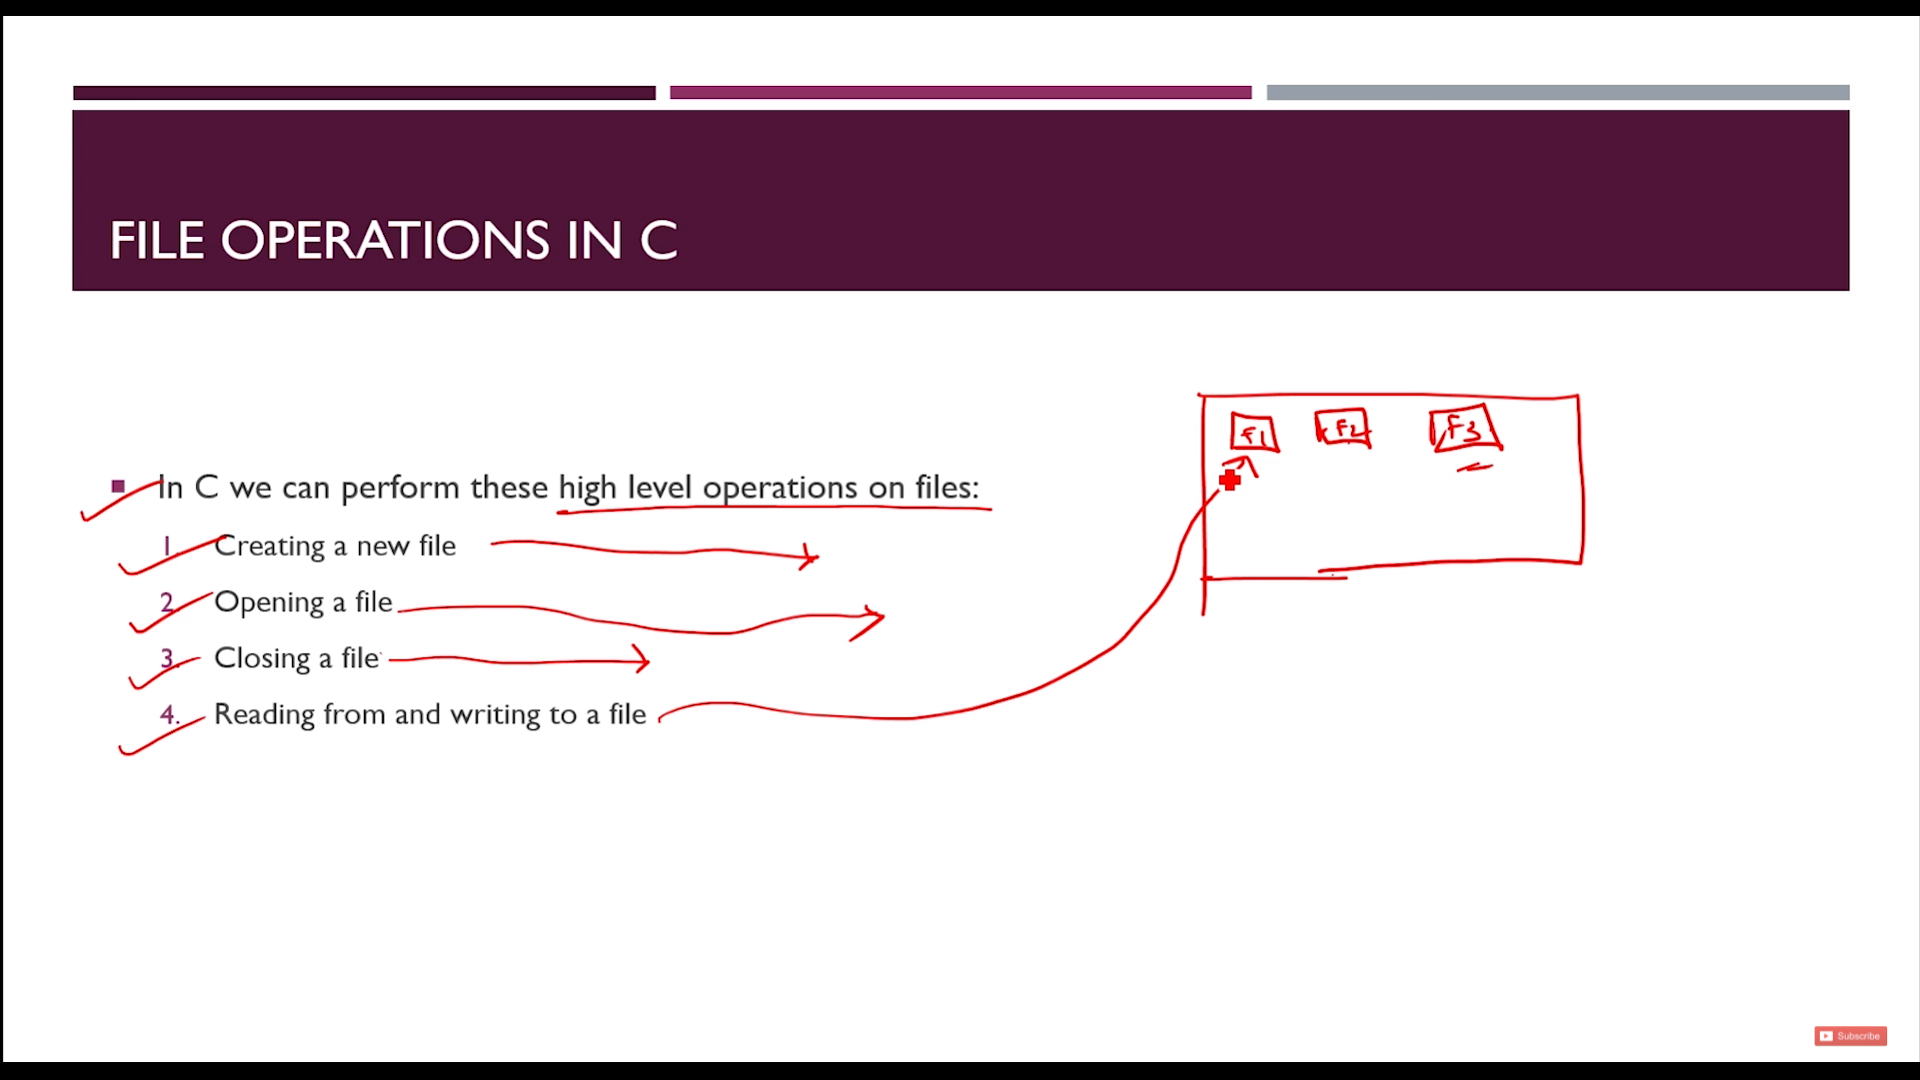 FILE OPERATIONS IN C
In C we can perform these high level operations on files:
1. Creating a new file
2. Opening a file
3. Closing a file
4. Reading from and writing to a file
F1 F2 F3
Subscribe